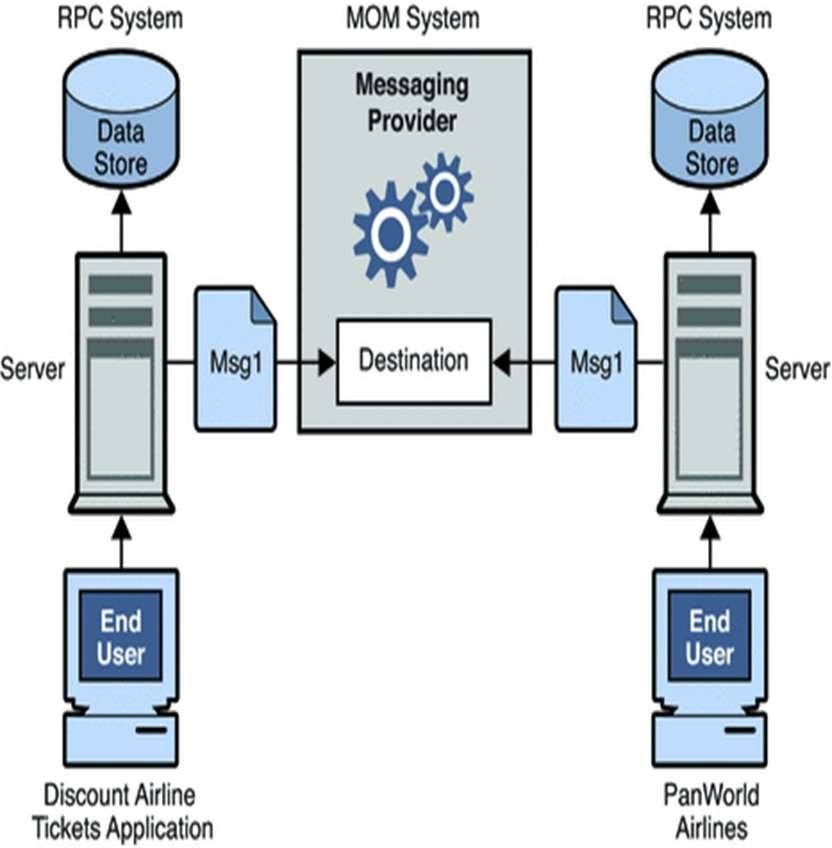 RPC System
MOM System
RPC System
Messaging
Provider
Data
Store
Data
Store
Server
Msg1
Destination
Msg1
Server
End
User
End
User
Discount Airline
Tickets Application
PanWorld
Airlines